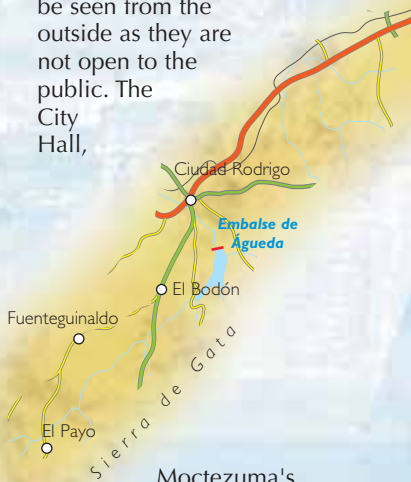 be seen from the
outside as they are
not open to the
public. The
City
Hall,
Ciudad Rodrigo
Embalse de
Águeda
El Bodón
Fuenteguinaldo
El Payo
Sierra de Gata
Moctezuma's